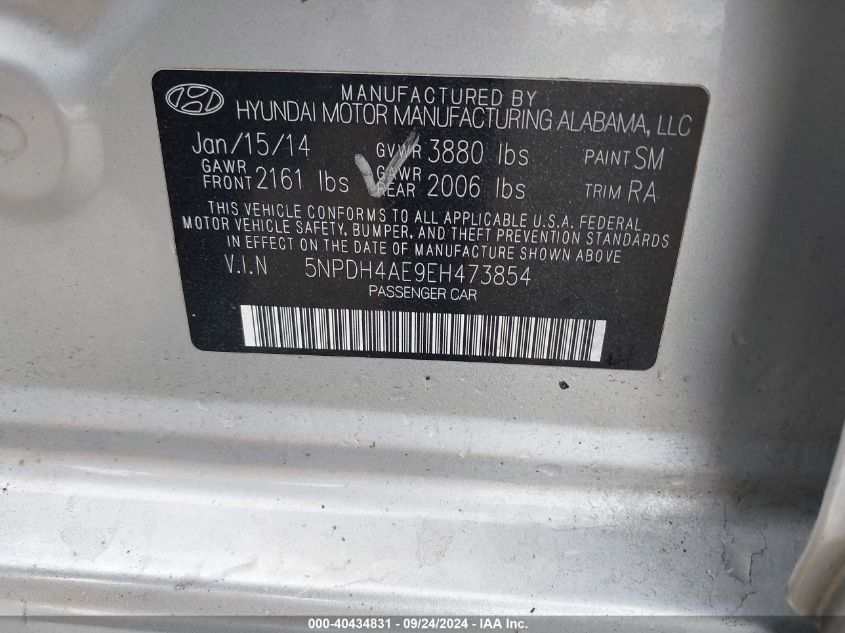 MANUFACTURED BY
HYUNDAI MOTOR MANUFACTURING ALABAMA, LLC
Jan/15/14 GVWR 3880 lbs PAINT SM
GAWR FRONT 2161 lbs GAWR REAR 2006 lbs TRIM RA
THIS VEHICLE CONFORMS TO ALL APPLICABLE U.S.A. FEDERAL
MOTOR VEHICLE SAFETY, BUMPER, AND THEFT PREVENTION STANDARDS
IN EFFECT ON THE DATE OF MANUFACTURE SHOWN ABOVE
V.I.N 5NPDH4AE9EH473854
PASSENGER CAR
000-40434831 - 09/24/2024 - IAAI.com